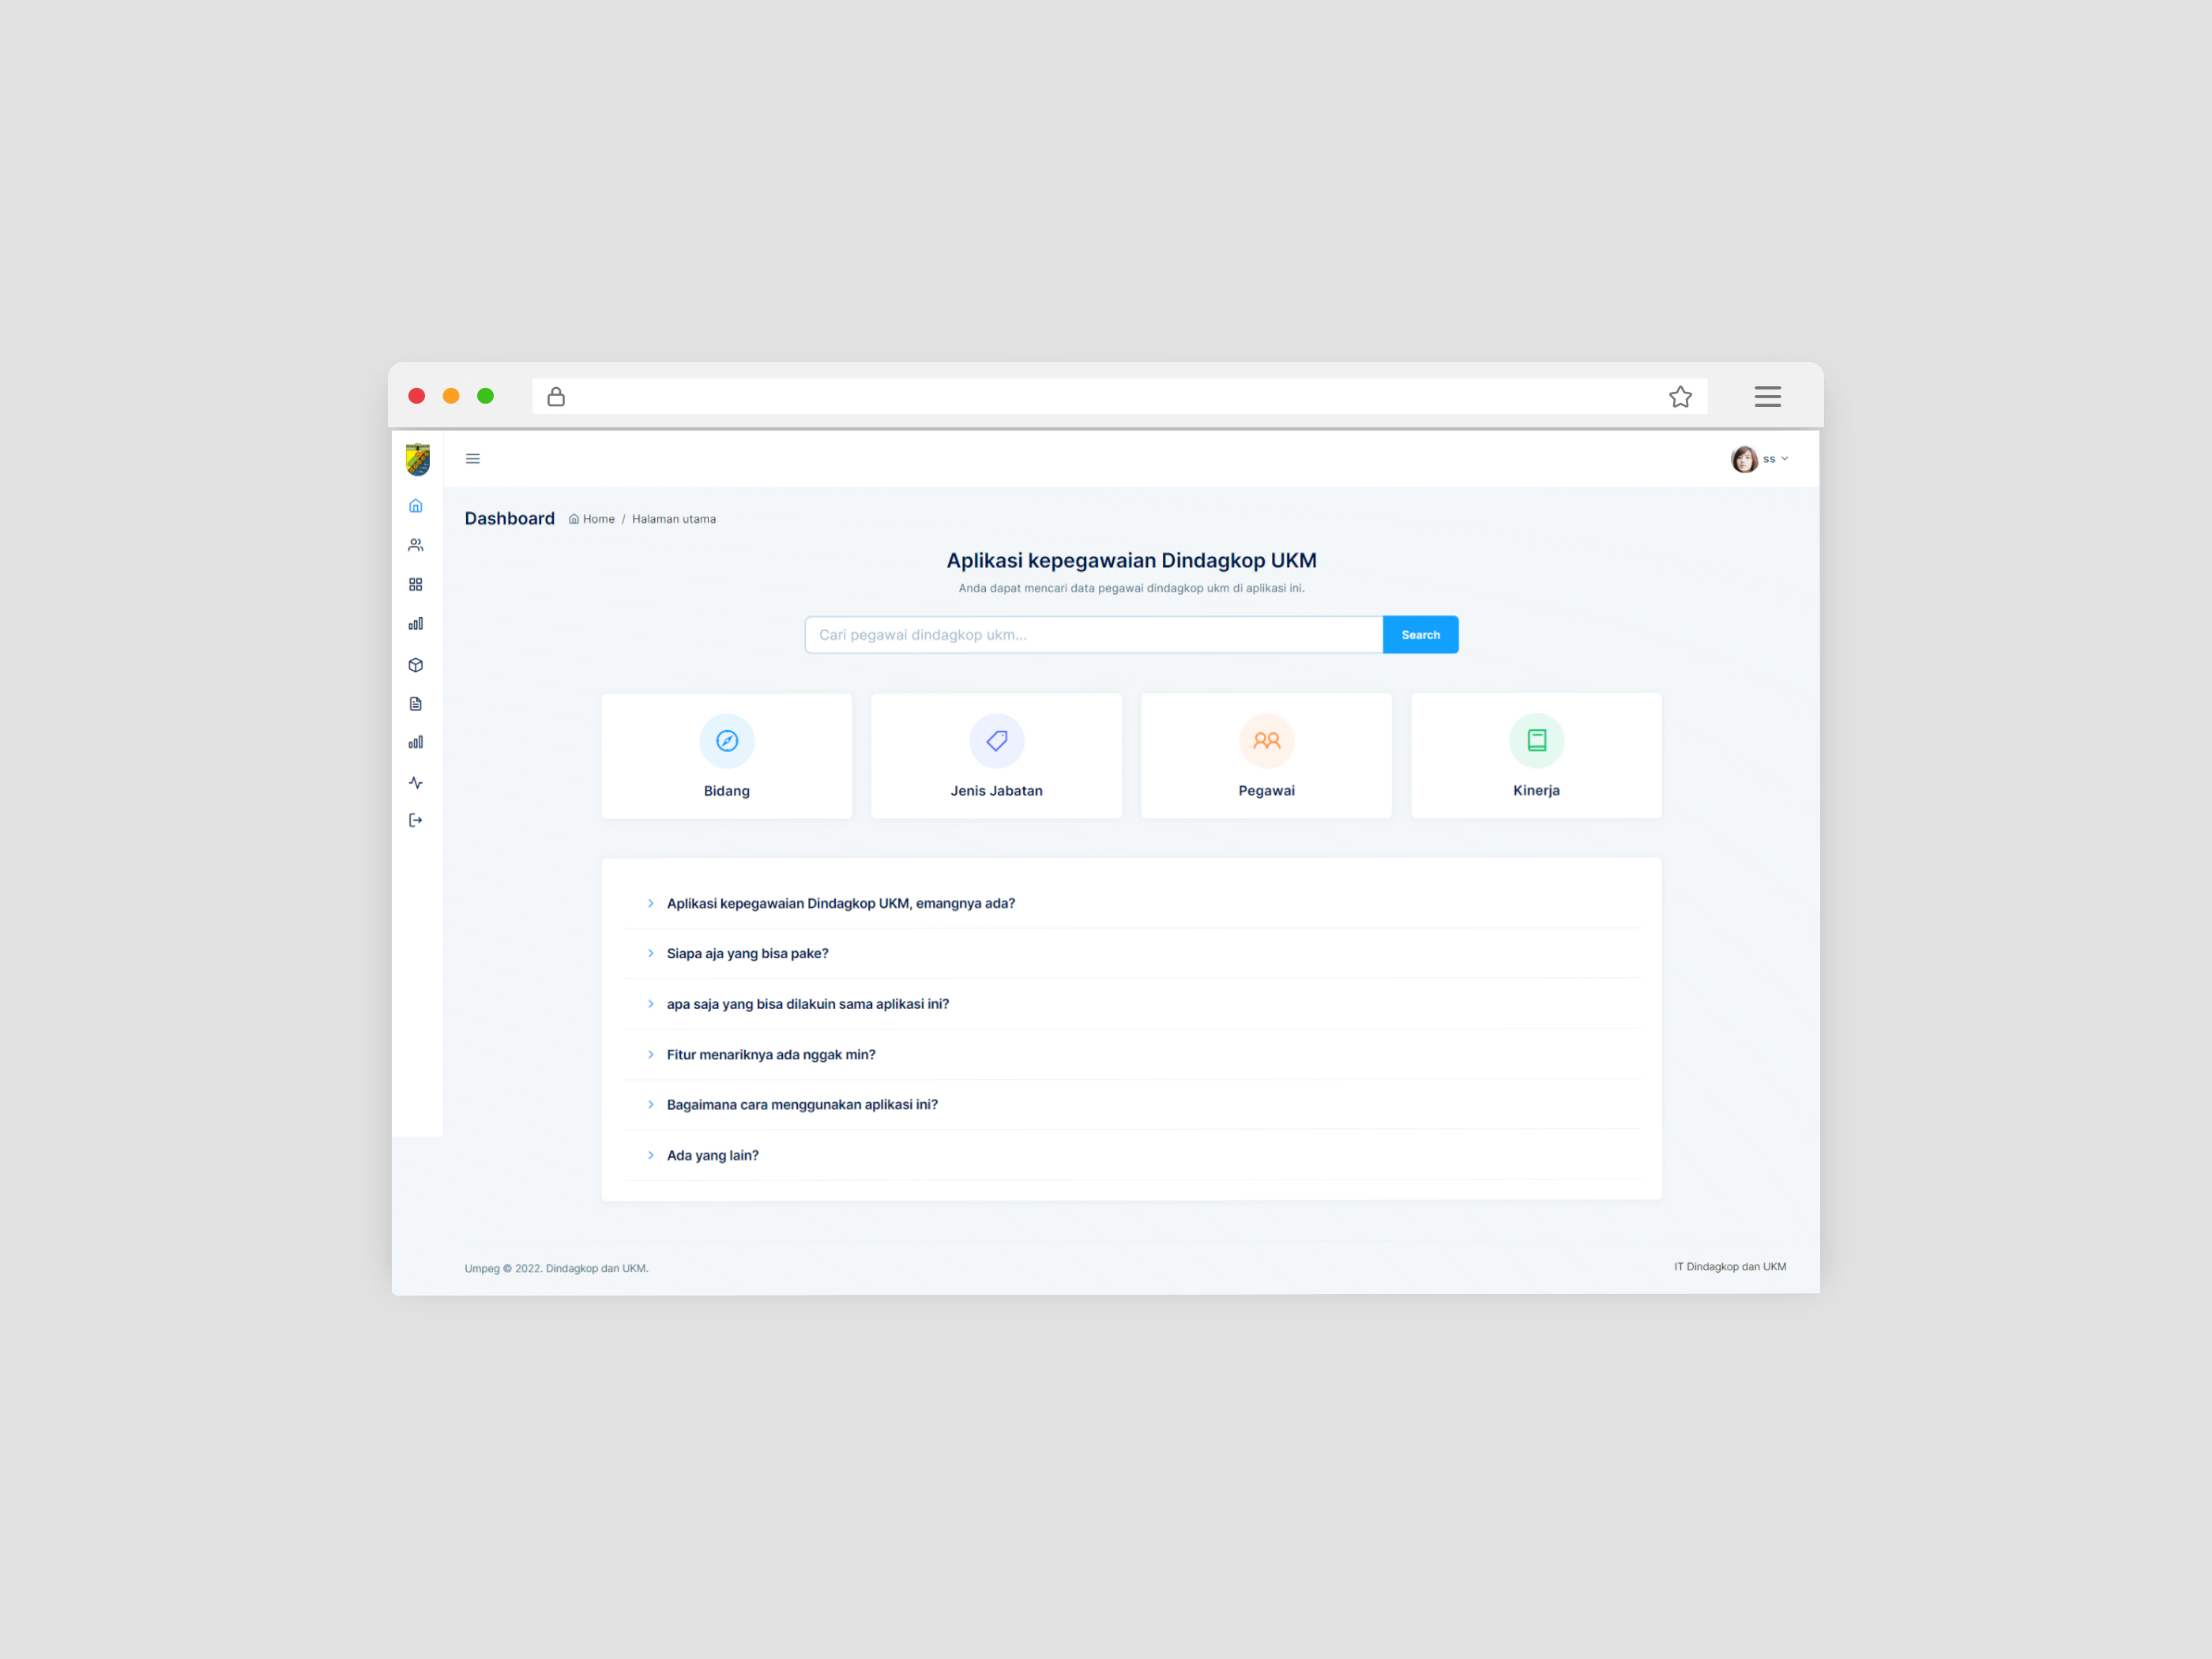 ss
Dashboard Home / Halaman utama
Aplikasi kepegawaian Dindagkop UKM
Anda dapat mencari data pegawai dindagkop ukm di aplikasi ini.
Cari pegawai dindagkop ukm... Search
Bidang Jenis Jabatan Pegawai Kinerja
Aplikasi kepegawaian Dindagkop UKM, emangnya ada?
Siapa aja yang bisa pake?
apa saja yang bisa dilakuin sama aplikasi ini?
Fitur menariknya ada nggak min?
Bagaimana cara menggunakan aplikasi ini?
Ada yang lain?
Umpeg © 2022. Dindagkop dan UKM. IT Dindagkop dan UKM